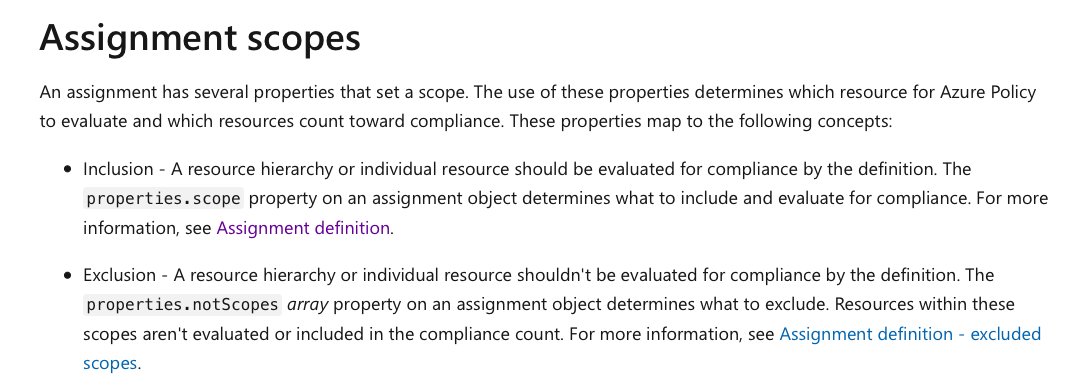 Assignment scopes
An assignment has several properties that set a scope. The use of these properties determines which resource for Azure Policy
to evaluate and which resources count toward compliance. These properties map to the following concepts:
• Inclusion - A resource hierarchy or individual resource should be evaluated for compliance by the definition. The
properties.scope property on an assignment object determines what to include and evaluate for compliance. For more
information, see Assignment definition.
• Exclusion - A resource hierarchy or individual resource shouldn't be evaluated for compliance by the definition. The
properties.notScopes array property on an assignment object determines what to exclude. Resources within these
scopes aren't evaluated or included in the compliance count. For more information, see Assignment definition - excluded
scopes.